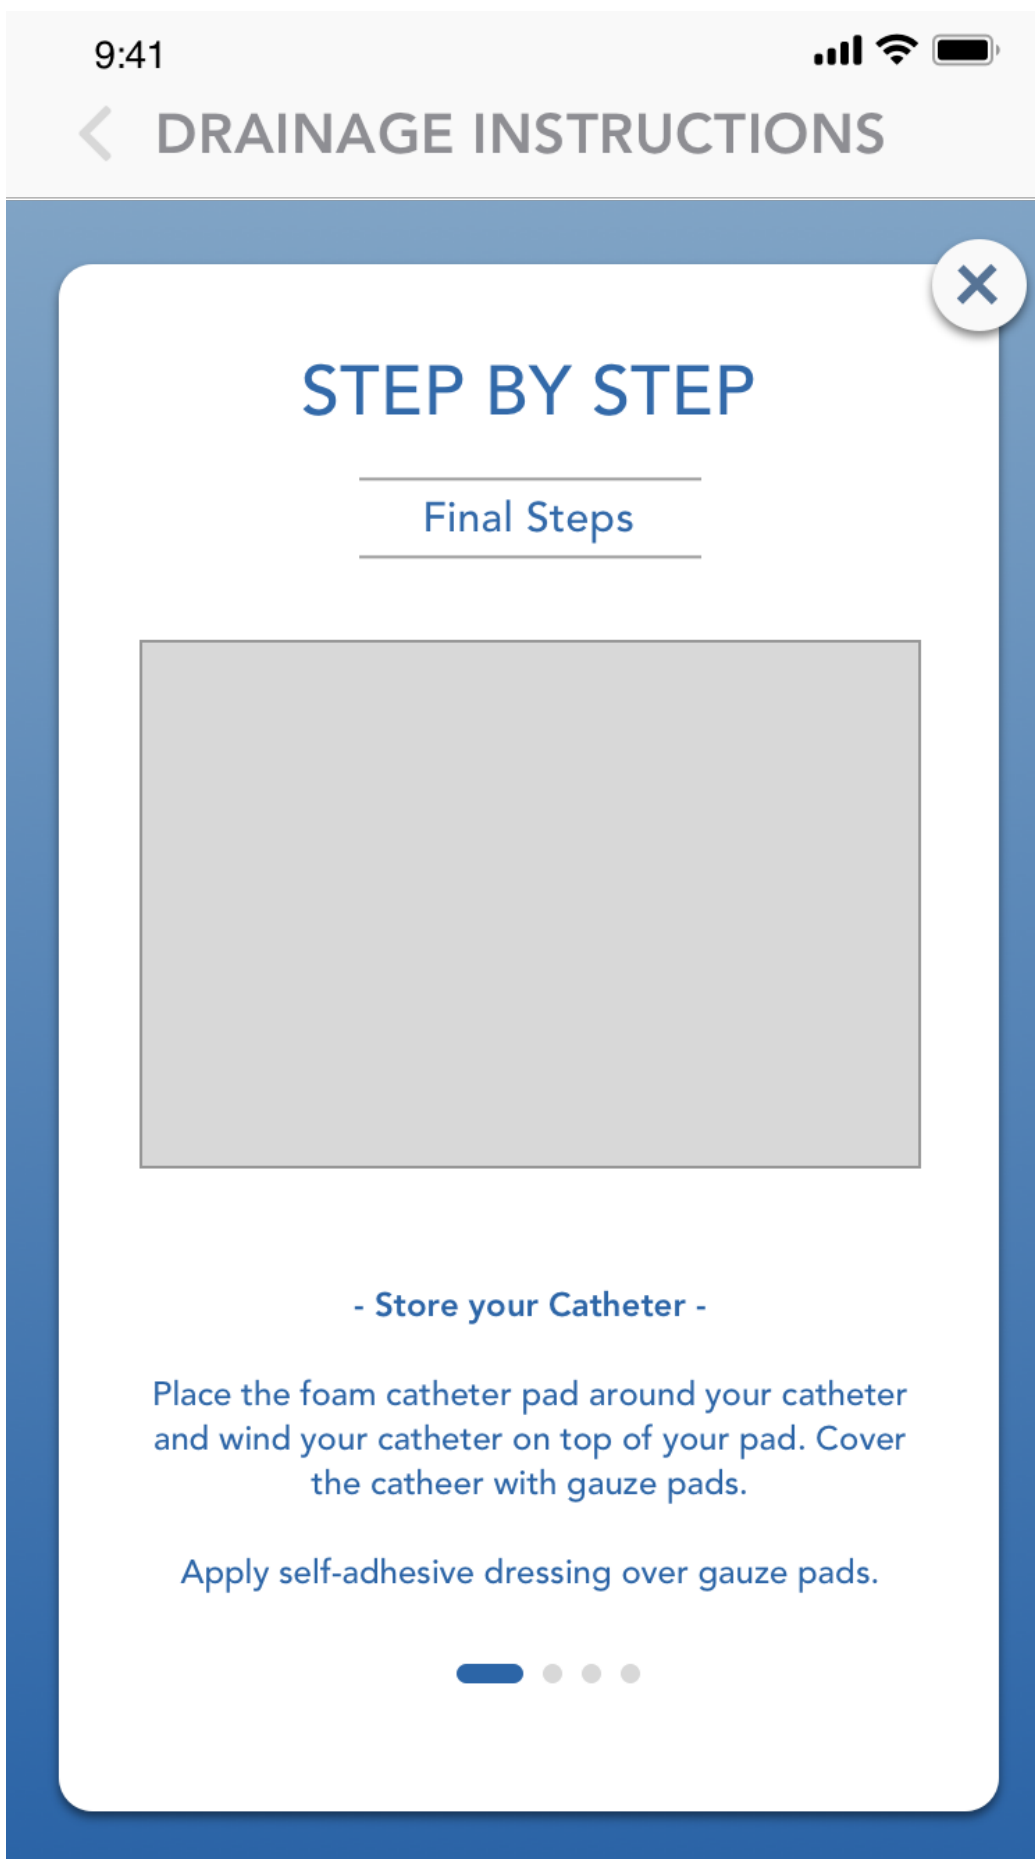 9:41
DRAINAGE INSTRUCTIONS
STEP BY STEP
Final Steps
- Store your Catheter -
Place the foam catheter pad around your catheter
and wind your catheter on top of your pad. Cover
the catheer with gauze pads.
Apply self-adhesive dressing over gauze pads.